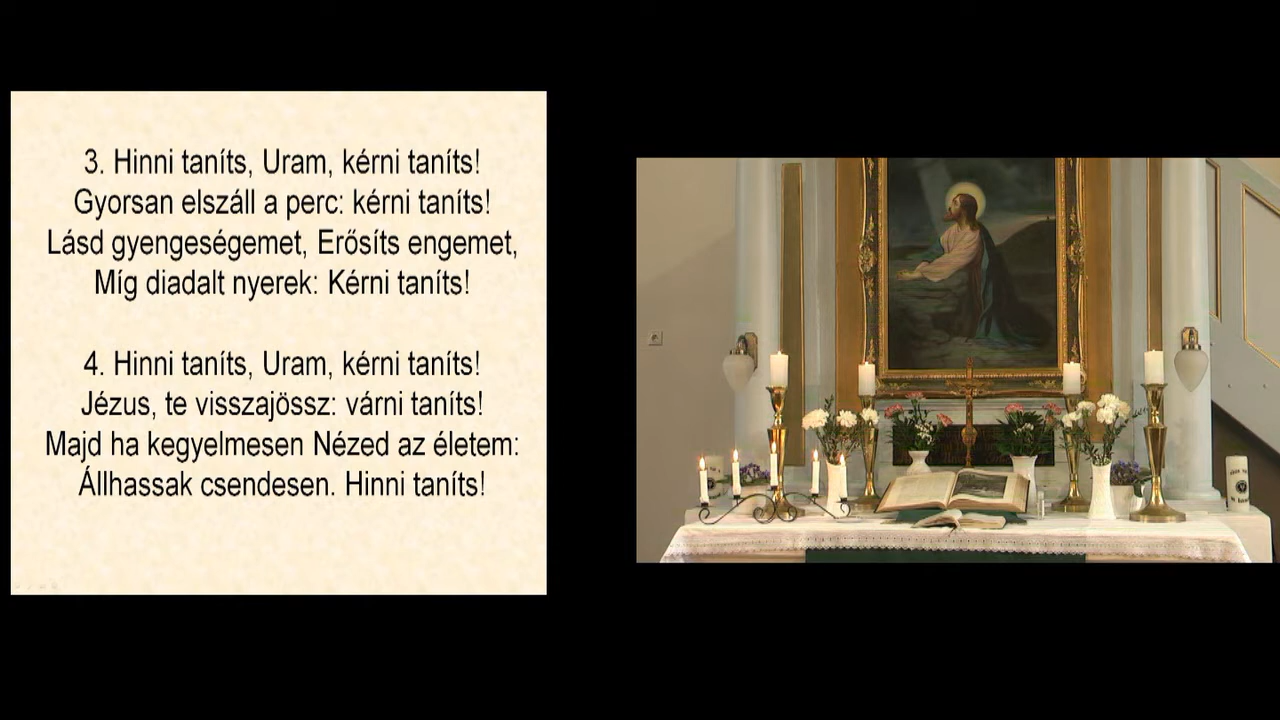 3. Hinni taníts, Uram, kérni taníts!
Gyorsan elszáll a perc: kérni taníts!
Lásd gyengeségemet, Erősíts engemet,
Míg diadalt nyerek: Kérni taníts!
4. Hinni taníts, Uram, kérni taníts!
Jézus, te visszajössz: várni taníts!
Majd ha kegyelmesen Nézed az életem:
Állhassak csendesen. Hinni taníts!